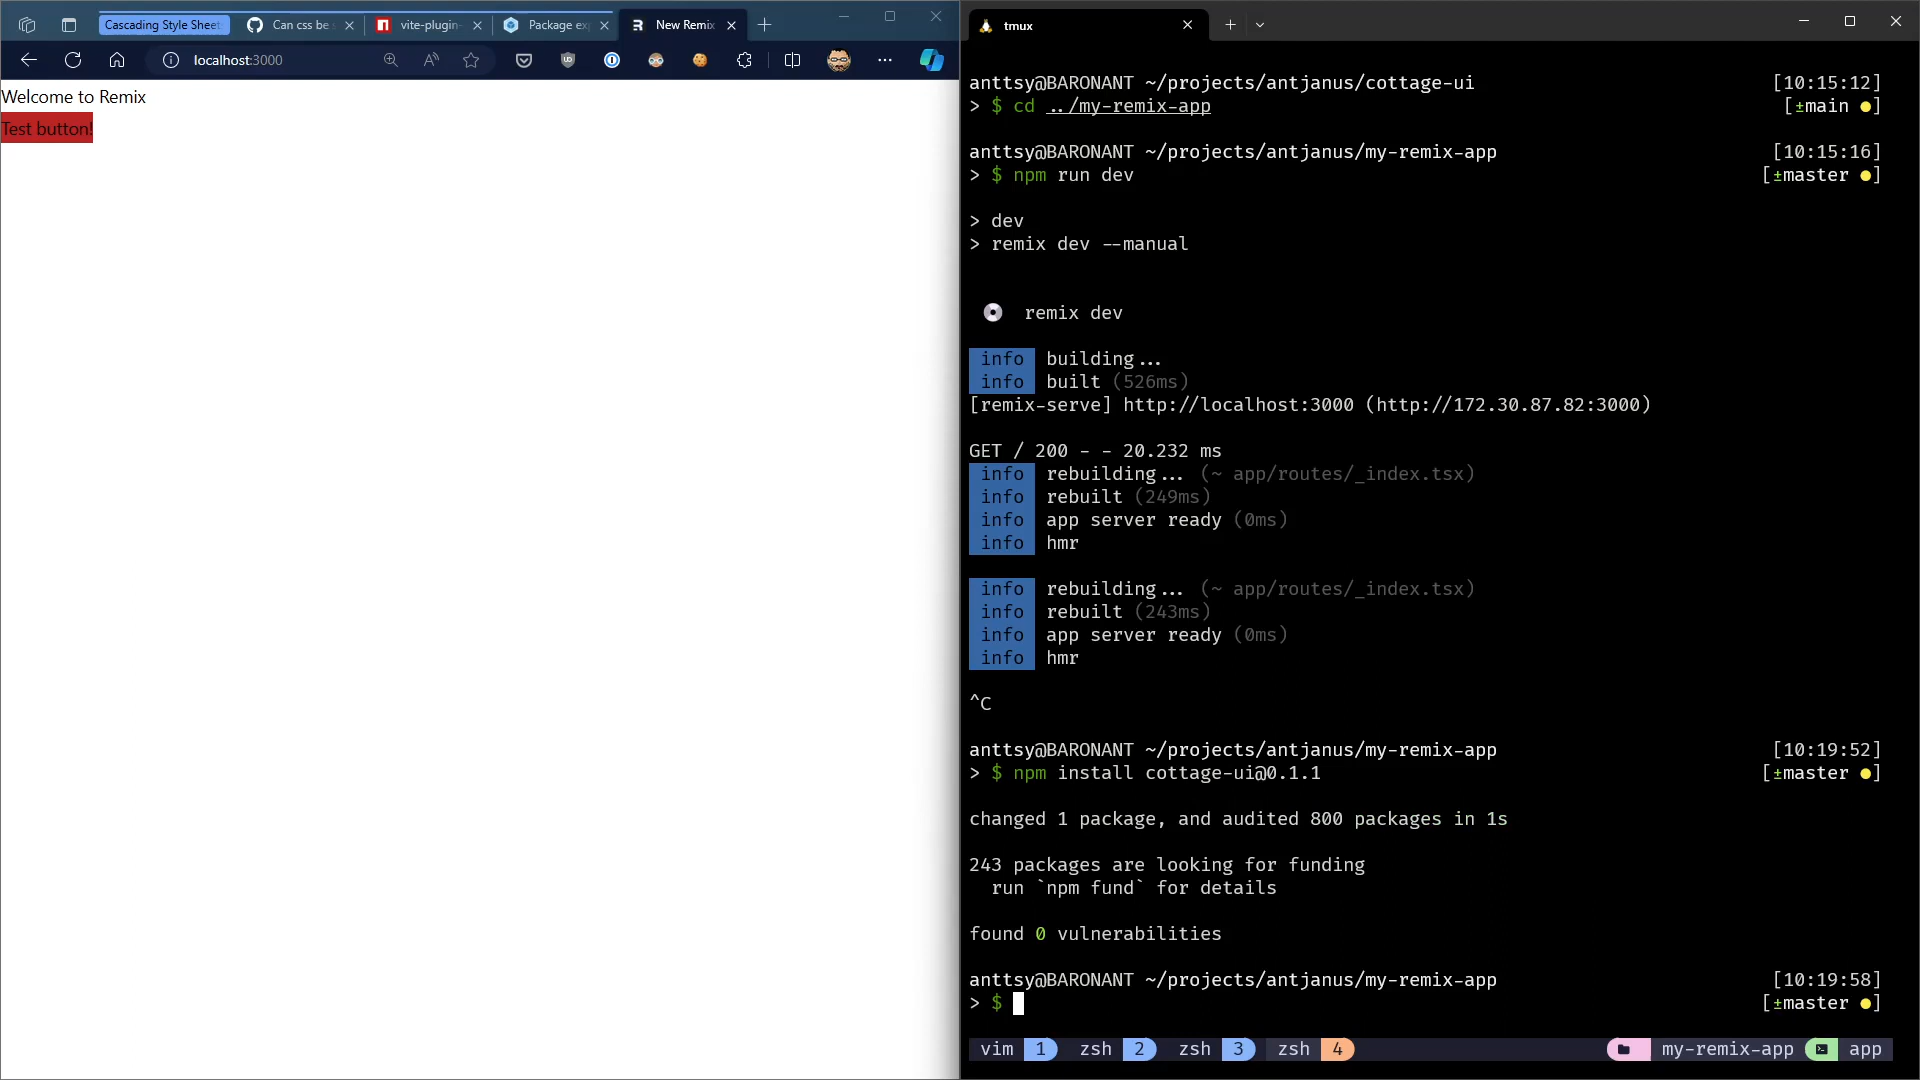 Cascading Style Sheet
Can css be
vite-plugin-
Package ex
New Remix
localhost:3000
Welcome to Remix
Test button!
tmux
anttsy@BARONANT ~/projects/antjanus/cottage-ui [10:15:12]
> $ cd ../my-remix-app [±main ●]
anttsy@BARONANT ~/projects/antjanus/my-remix-app [10:15:16]
> $ npm run dev [±master ●]
> dev
> remix dev --manual
remix dev
info building...
info built (526ms)
[remix-serve] http://localhost:3000 (http://172.30.87.82:3000)
GET / 200 - - 20.232 ms
info rebuilding... (~ app/routes/_index.tsx)
info rebuilt (249ms)
info app server ready (0ms)
info hmr
info rebuilding... (~ app/routes/_index.tsx)
info rebuilt (243ms)
info app server ready (0ms)
info hmr
^C
anttsy@BARONANT ~/projects/antjanus/my-remix-app [10:19:52]
> $ npm install cottage-ui@0.1.1 [±master ●]
changed 1 package, and audited 800 packages in 1s
243 packages are looking for funding
run `npm fund` for details
found 0 vulnerabilities
anttsy@BARONANT ~/projects/antjanus/my-remix-app [10:19:58]
> $ [±master ●]
vim 1 zsh 2 zsh 3 zsh 4 my-remix-app app